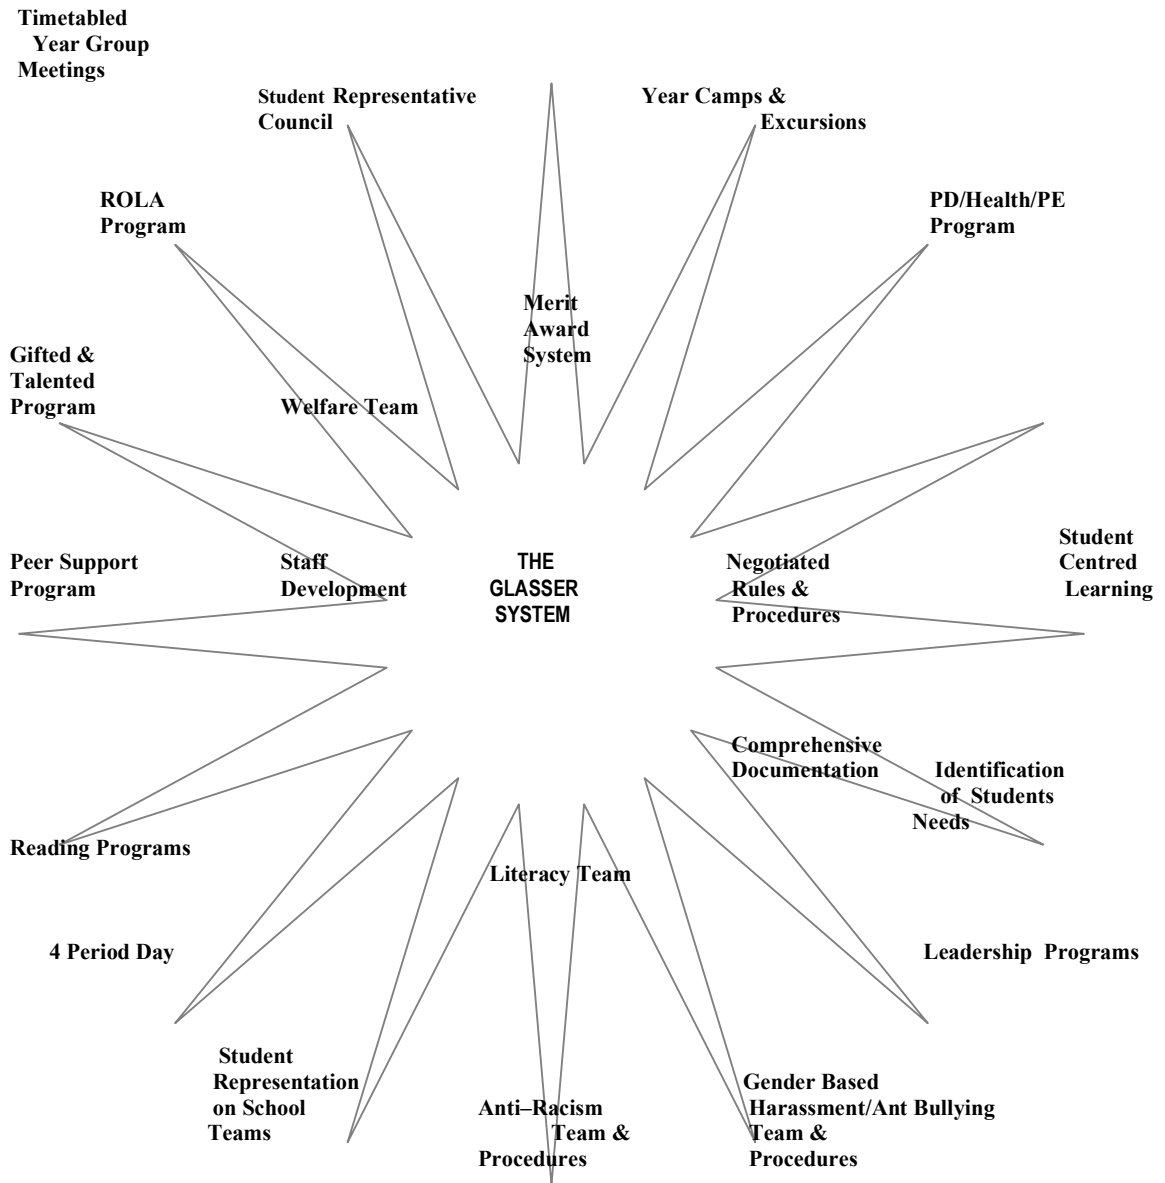 Timetabled
Year Group
Meetings
Student Representative
Council
Year Camps &
Excursions
ROLA
Program
PD/Health/PE
Program
Merit
Award
System
Gifted &
Talented
Program
Welfare Team
Peer Support
Program
Staff
Development
THE
GLASSER
SYSTEM
Negotiated
Rules &
Procedures
Student
Centred
Learning
Comprehensive
Documentation
Identification
of Students
Needs
Reading Programs
Literacy Team
4 Period Day
Leadership Programs
Student
Representation
on School
Teams
Anti–Racism
Team &
Procedures
Gender Based
Harassment/Ant Bullying
Team &
Procedures